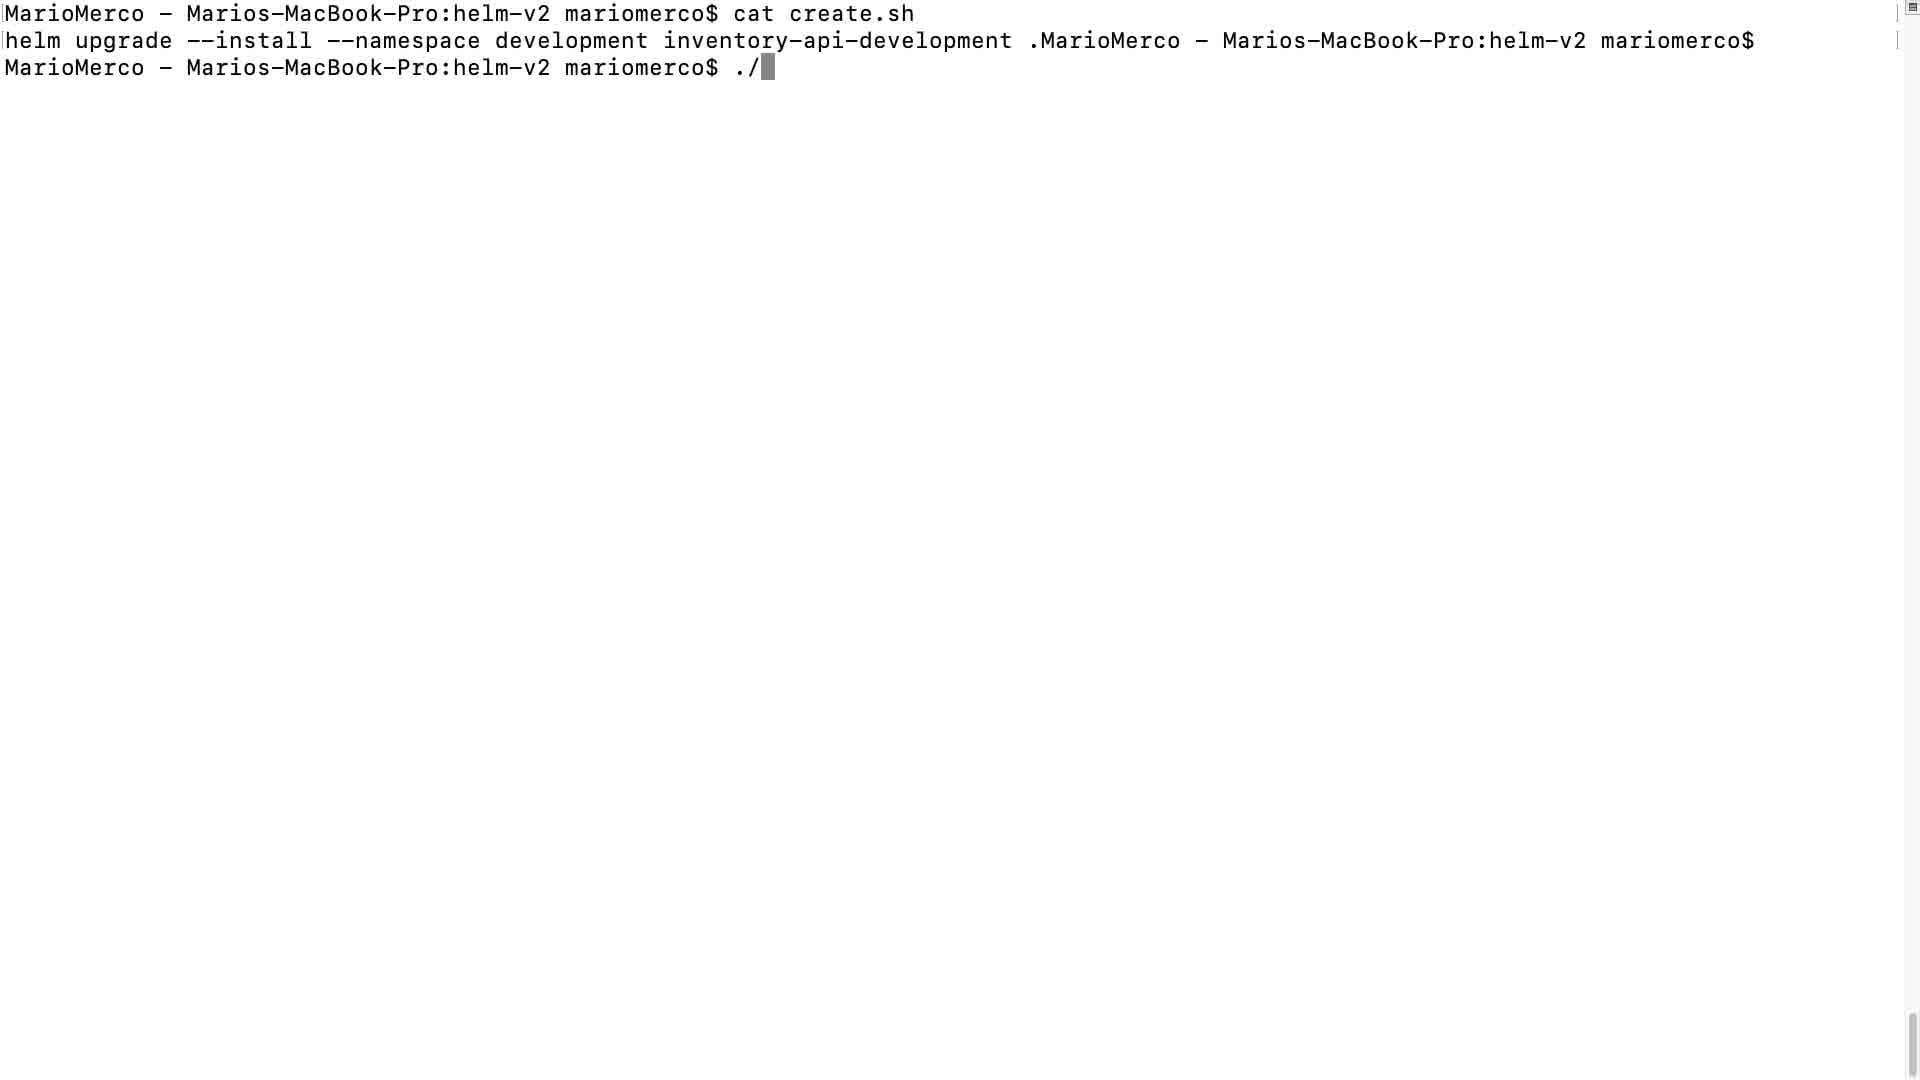 MarioMerco - Marios-MacBook-Pro:helm-v2 mariomerco$ cat create.sh
helm upgrade --install --namespace development inventory-api-development .MarioMerco - Marios-MacBook-Pro:helm-v2 mariomerco$
MarioMerco - Marios-MacBook-Pro:helm-v2 mariomerco$ ./